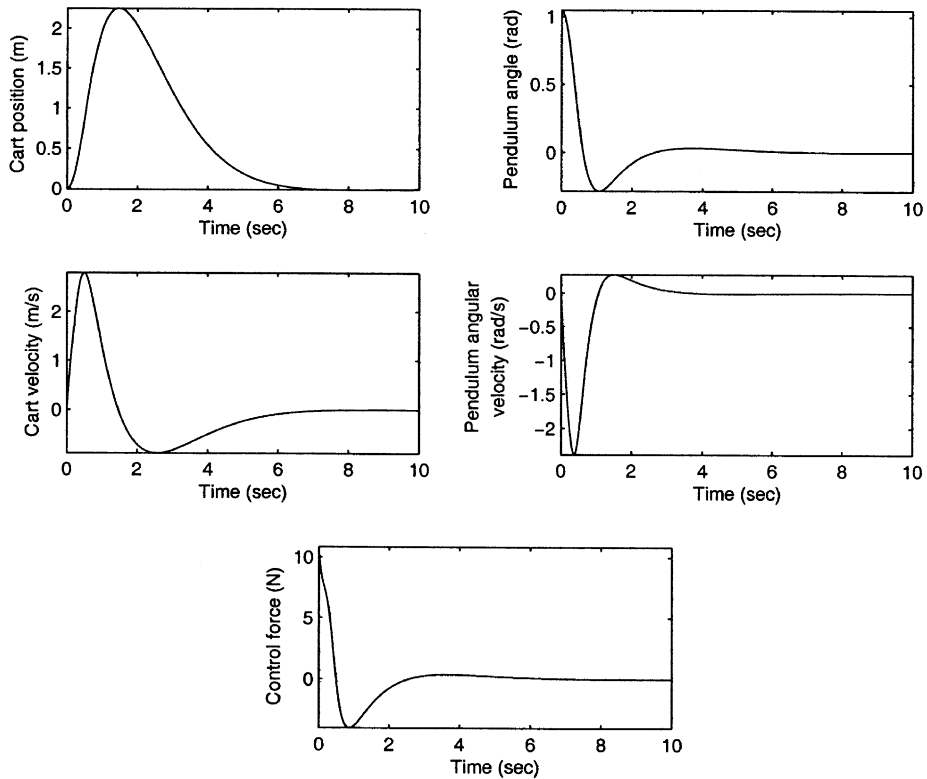 Cart position (m)
2
1.5
1
0.5
0
0 2 4 6 8 10
Time (sec)
Pendulum angle (rad)
1
0.5
0
0 2 4 6 8 10
Time (sec)
Cart velocity (m/s)
2
1
0
0 2 4 6 8 10
Time (sec)
Pendulum angular
velocity (rad/s)
0
−0.5
−1
−1.5
−2
0 2 4 6 8 10
Time (sec)
Control force (N)
10
5
0
0 2 4 6 8 10
Time (sec)